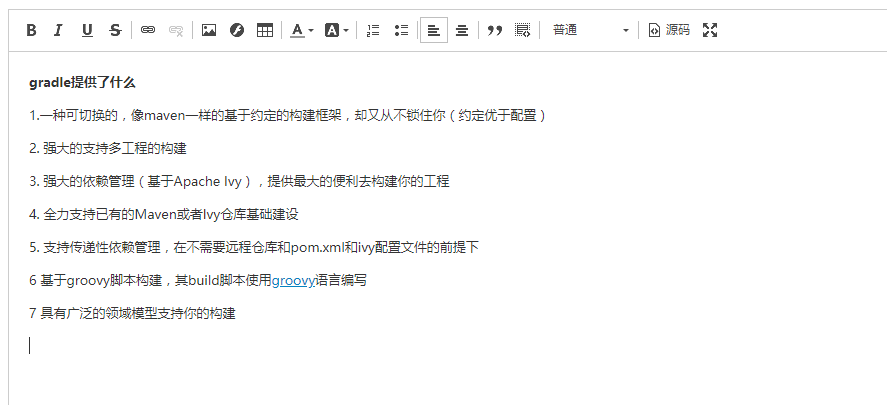 B I U S A A 普通 源码
gradle提供了什么
1.一种可切换的，像maven一样的基于约定的构建框架，却又从不锁住你（约定优于配置）
2. 强大的支持多工程的构建
3. 强大的依赖管理（基于Apache Ivy），提供最大的便利去构建你的工程
4. 全力支持已有的Maven或者Ivy仓库基础建设
5. 支持传递性依赖管理，在不需要远程仓库和pom.xml和ivy配置文件的前提下
6 基于groovy脚本构建，其build脚本使用groovy语言编写
7 具有广泛的领域模型支持你的构建